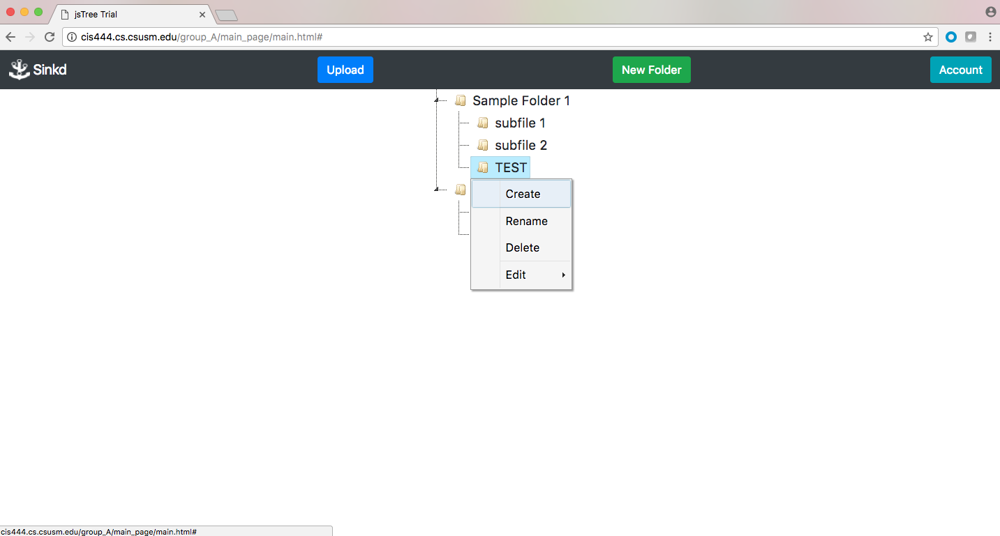 jsTree Trial
cis444.cs.csusm.edu/group_A/main_page/main.html#
Sinkd
Upload
New Folder
Account
Sample Folder 1
subfile 1
subfile 2
TEST
Create
Rename
Delete
Edit
cis444.cs.csusm.edu/group_A/main_page/main.html#